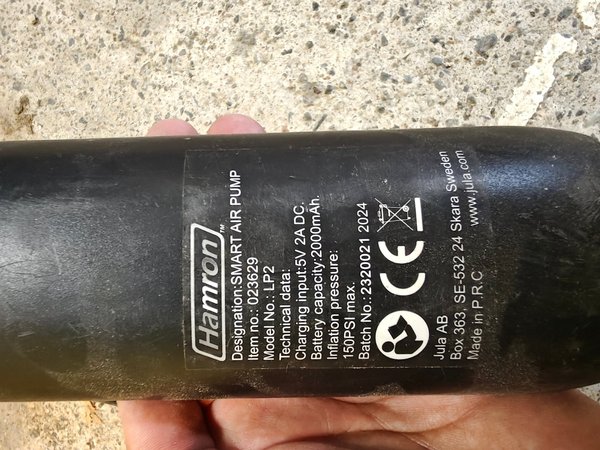 Hamron™
Designation:SMART AIR PUMP
Item no.: 023629
Model No.: LP2
Technical data:
Charging input:5V 2A DC.
Battery capacity:2000mAh.
Inflation pressure:
150PSI max.
Batch No.:2320021 2024
CE
Jula AB
Box 363, SE-532 24 Skara Sweden
Made in P.R.C www.jula.com